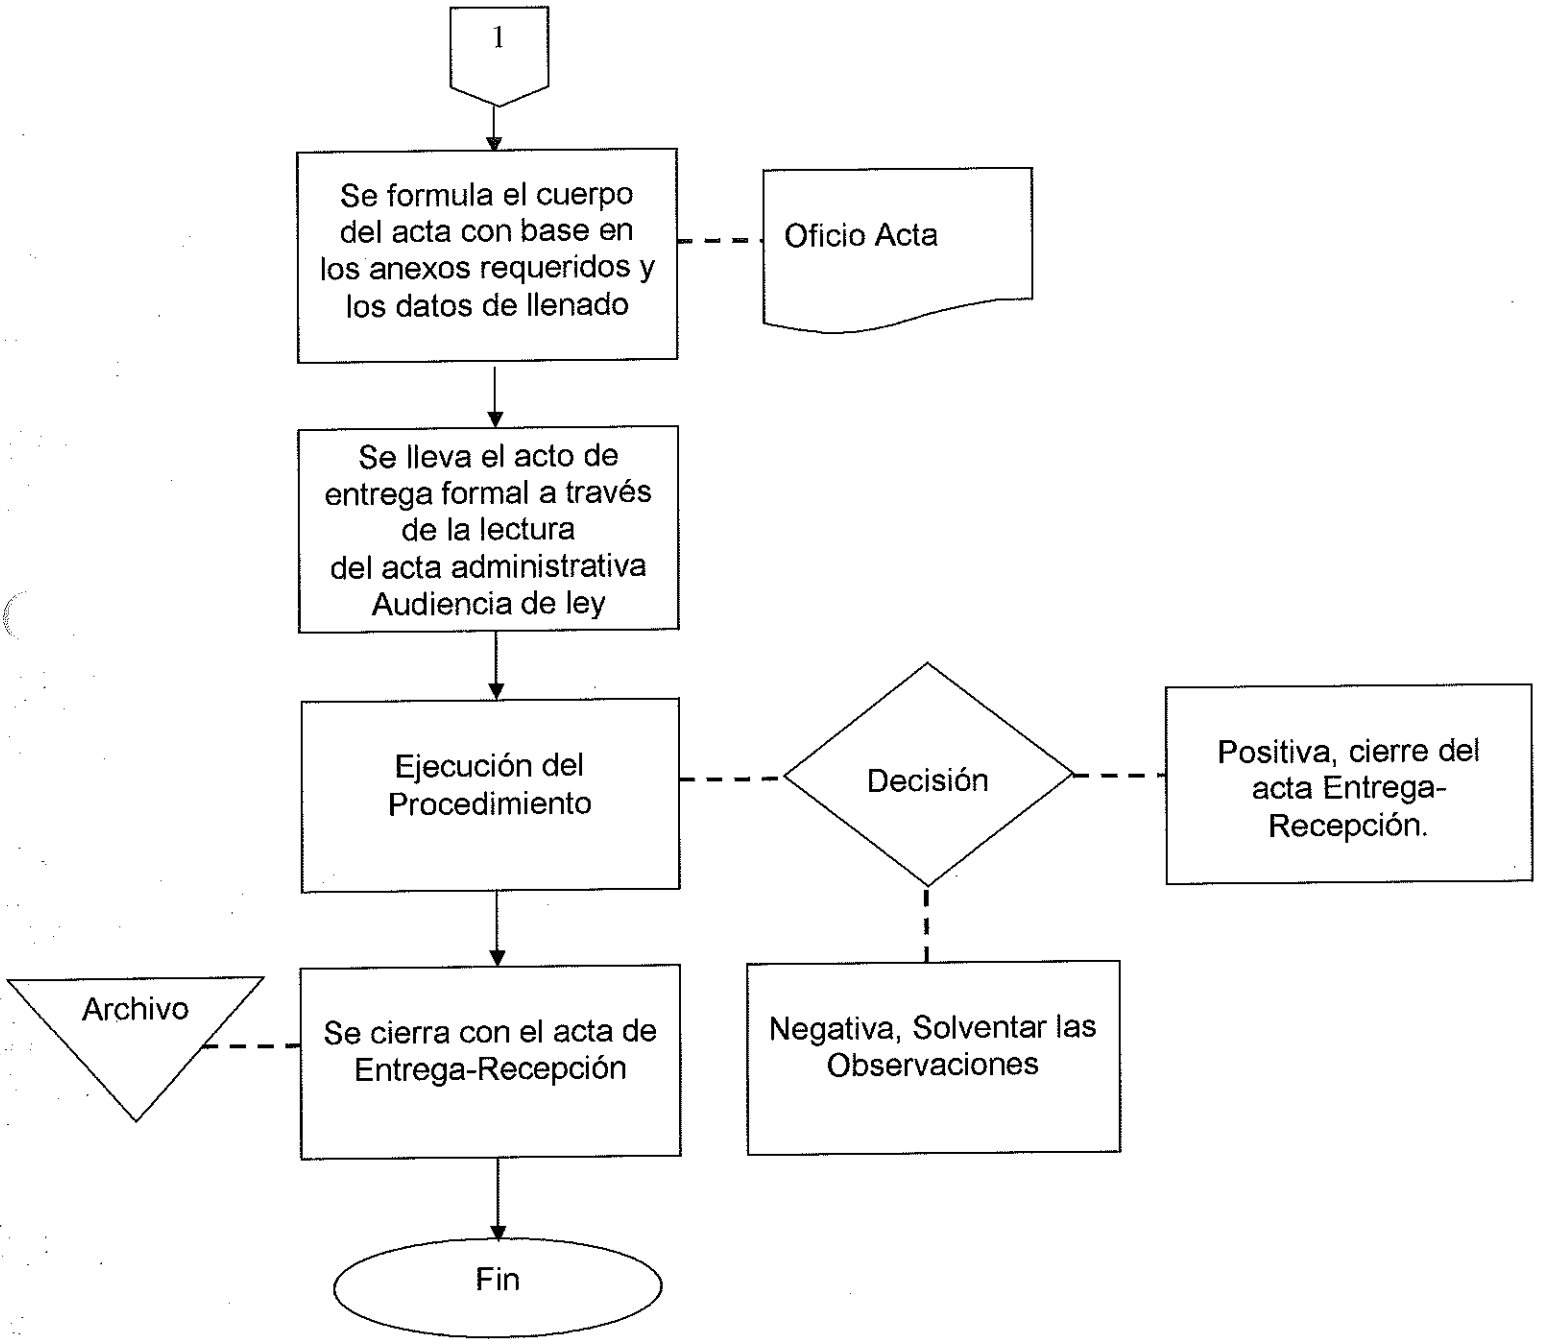 1
Se formula el cuerpo
del acta con base en
los anexos requeridos y
los datos de llenado
Oficio Acta
Se lleva el acto de
entrega formal a través
de la lectura
del acta administrativa
Audiencia de ley
Ejecución del
Procedimiento
Decisión
Positiva, cierre del
acta Entrega-
Recepción.
Archivo
Se cierra con el acta de
Entrega-Recepción
Negativa, Solventar las
Observaciones
Fin